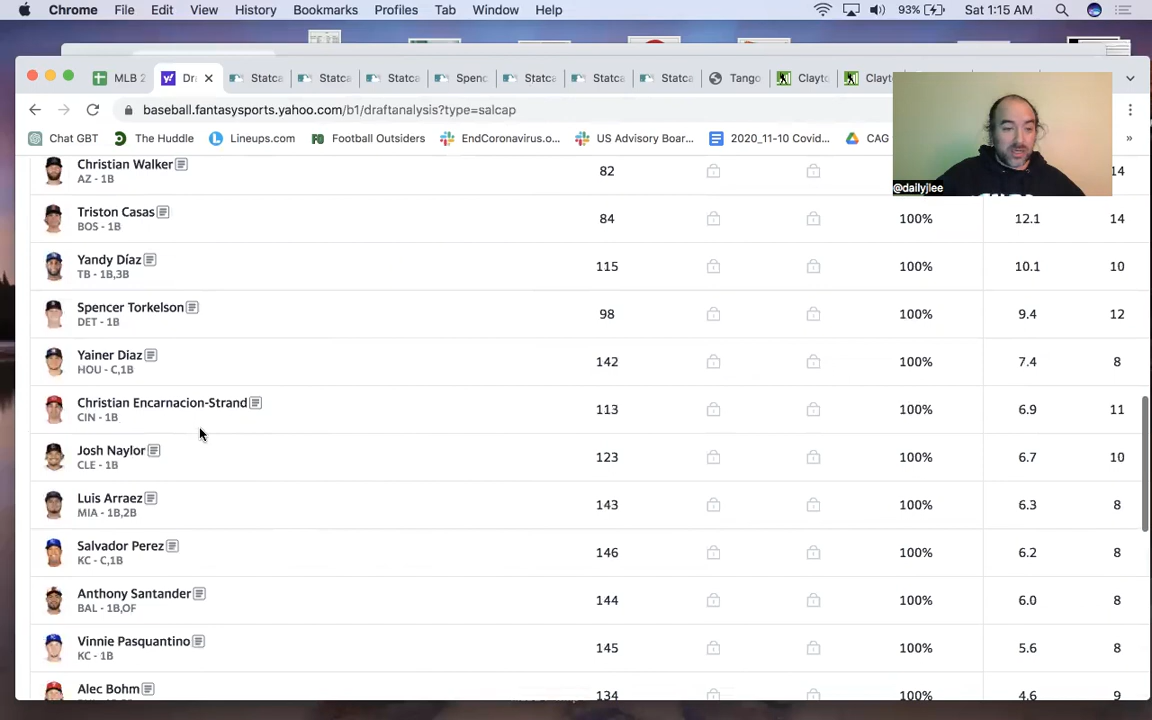 Chrome File Edit View History Bookmarks Profiles Tab Window Help 93% Sat 1:15 AM
MLB 2 Dra Statca Statca Statca Spenc Statca Statca Statca Tango Clayto Clayto
baseball.fantasysports.yahoo.com/b1/draftanalysis?type=salcap
Chat GBT The Huddle Lineups.com Football Outsiders EndCoronavirus.o... US Advisory Boar... 2020_11-10 Covid... CAG »
Christian Walker 82 14
AZ - 1B
@dailyjlee
Triston Casas 84 100% 12.1 14
BOS - 1B
Yandy Díaz 115 100% 10.1 10
TB - 1B,3B
Spencer Torkelson 98 100% 9.4 12
DET - 1B
Yainer Diaz 142 100% 7.4 8
HOU - C,1B
Christian Encarnacion-Strand 113 100% 6.9 11
CIN - 1B
Josh Naylor 123 100% 6.7 10
CLE - 1B
Luis Arraez 143 100% 6.3 8
MIA - 1B,2B
Salvador Perez 146 100% 6.2 8
KC - C,1B
Anthony Santander 144 100% 6.0 8
BAL - 1B,OF
Vinnie Pasquantino 145 100% 5.6 8
KC - 1B
Alec Bohm 134 100% 4.6 9